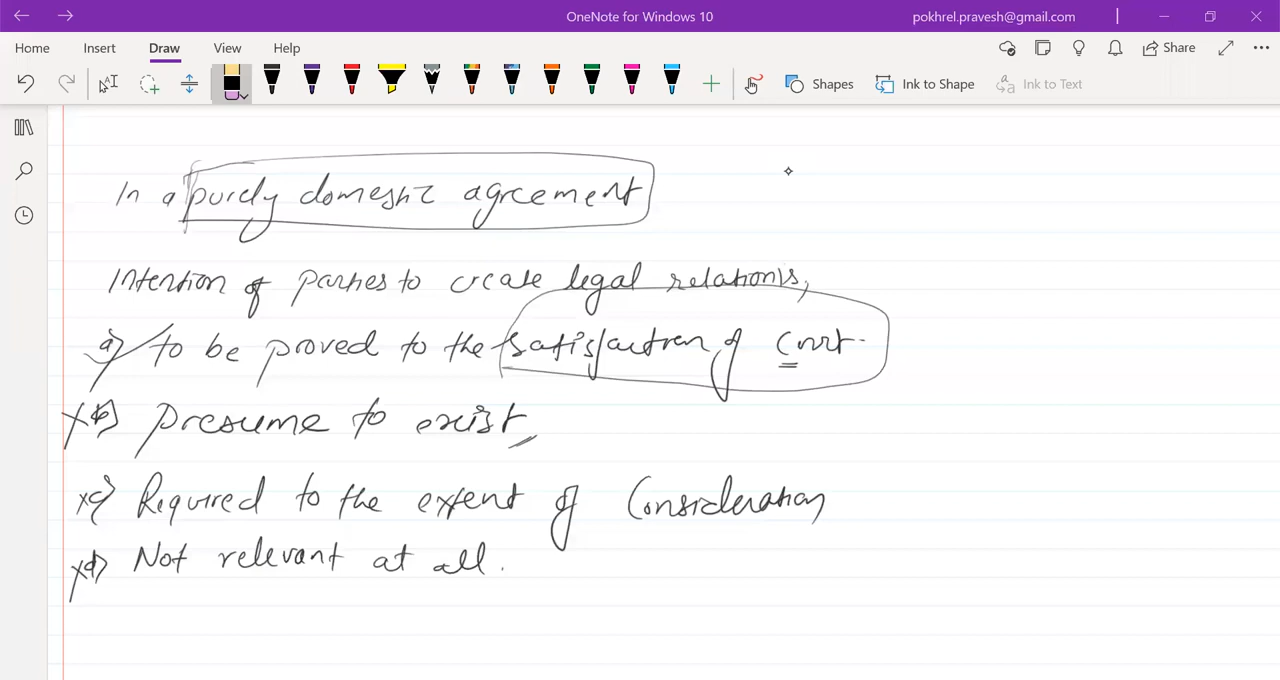 OneNote for Windows 10
pokhrel.pravesh@gmail.com
Home Insert Draw View Help
Share
Shapes Ink to Shape Ink to Text
In a purely domestic agreement
Intention of parties to create legal relations,
a) to be proved to the satisfaction of Court.
b) Presume to exist
c) Required to the extent of Consideration
d) Not relevant at all.